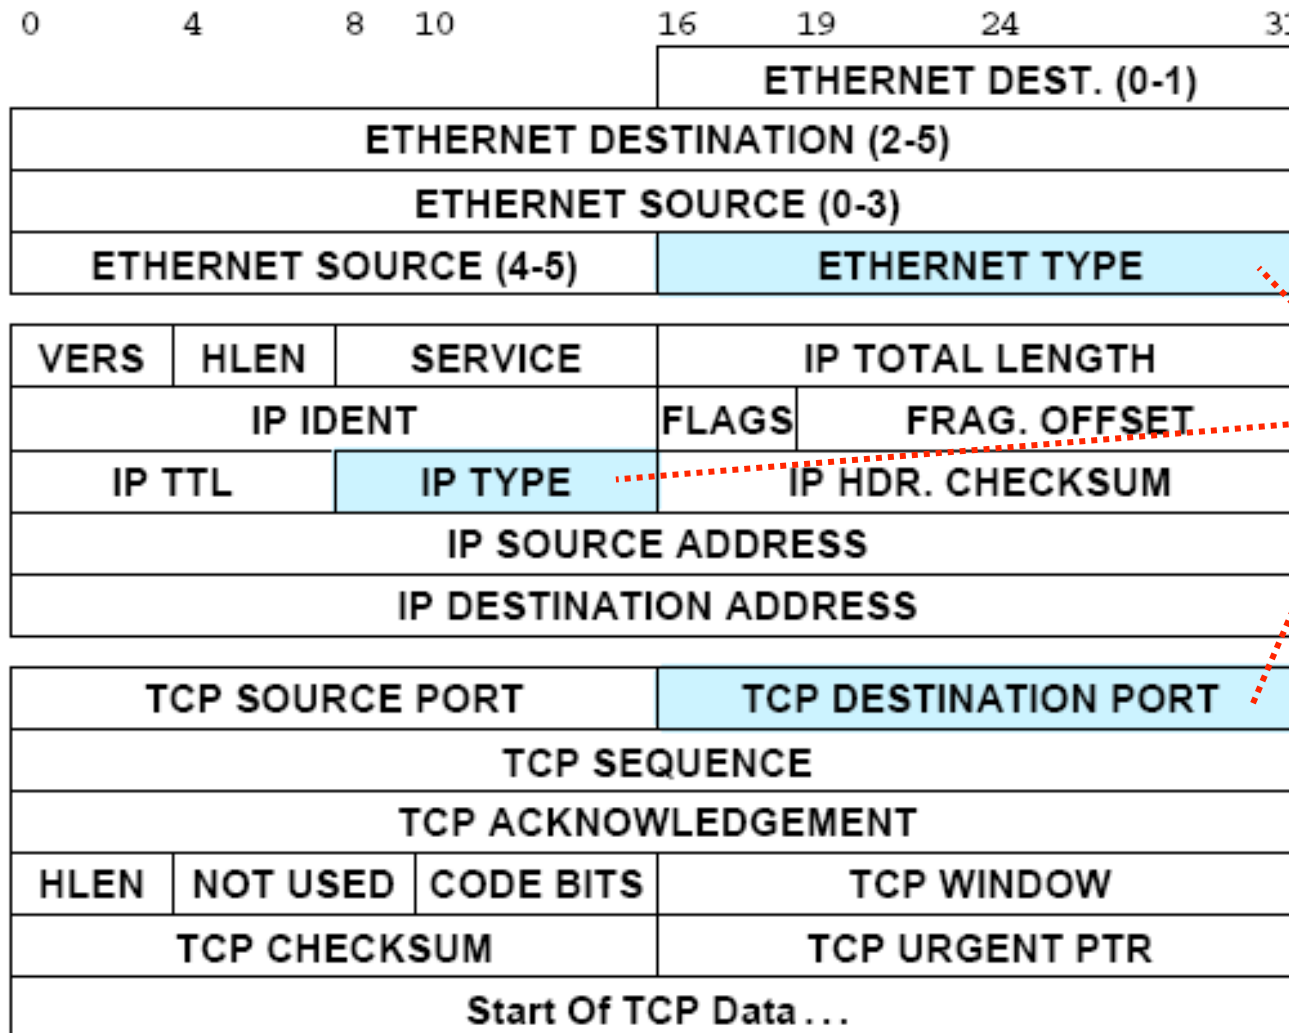 0 4 8 10 16 19 24 31
ETHERNET DEST. (0-1)
ETHERNET DESTINATION (2-5)
ETHERNET SOURCE (0-3)
ETHERNET SOURCE (4-5) ETHERNET TYPE
VERS HLEN SERVICE IP TOTAL LENGTH
IP IDENT FLAGS FRAG. OFFSET
IP TTL IP TYPE IP HDR. CHECKSUM
IP SOURCE ADDRESS
IP DESTINATION ADDRESS
TCP SOURCE PORT TCP DESTINATION PORT
TCP SEQUENCE
TCP ACKNOWLEDGEMENT
HLEN NOT USED CODE BITS TCP WINDOW
TCP CHECKSUM TCP URGENT PTR
Start Of TCP Data . . .